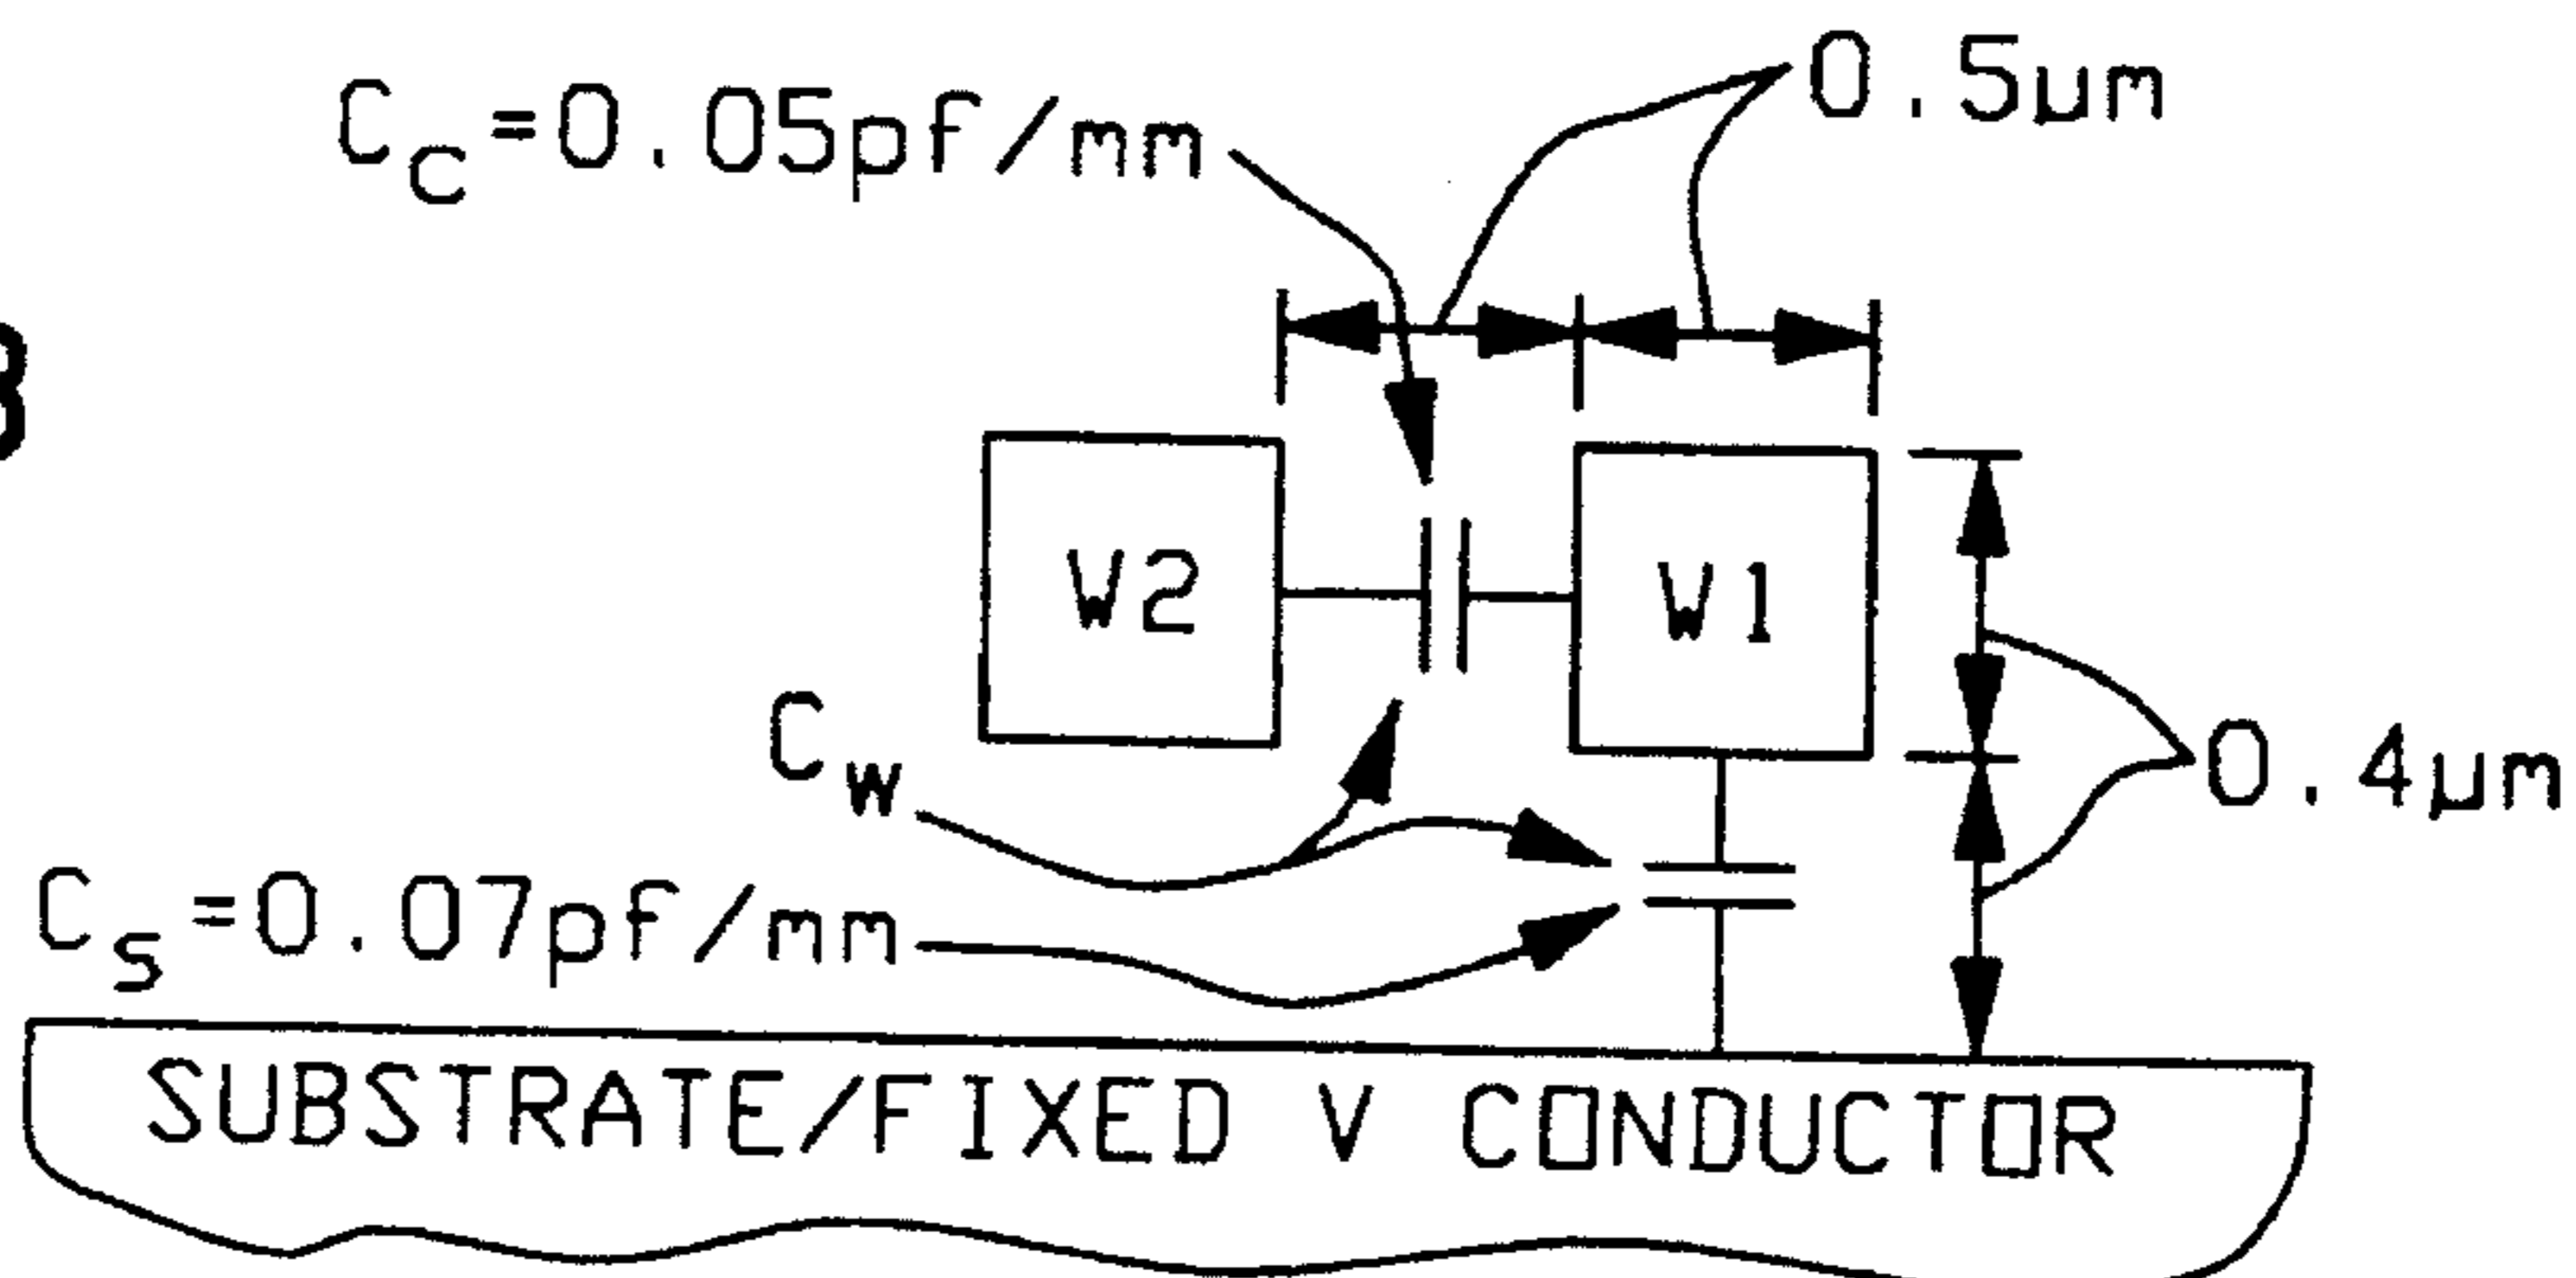 0.5µm
C_C=0.05pf/mm
W2 W1
C_W
0.4µm
C_S=0.07pf/mm
SUBSTRATE/FIXED V CONDUCTOR